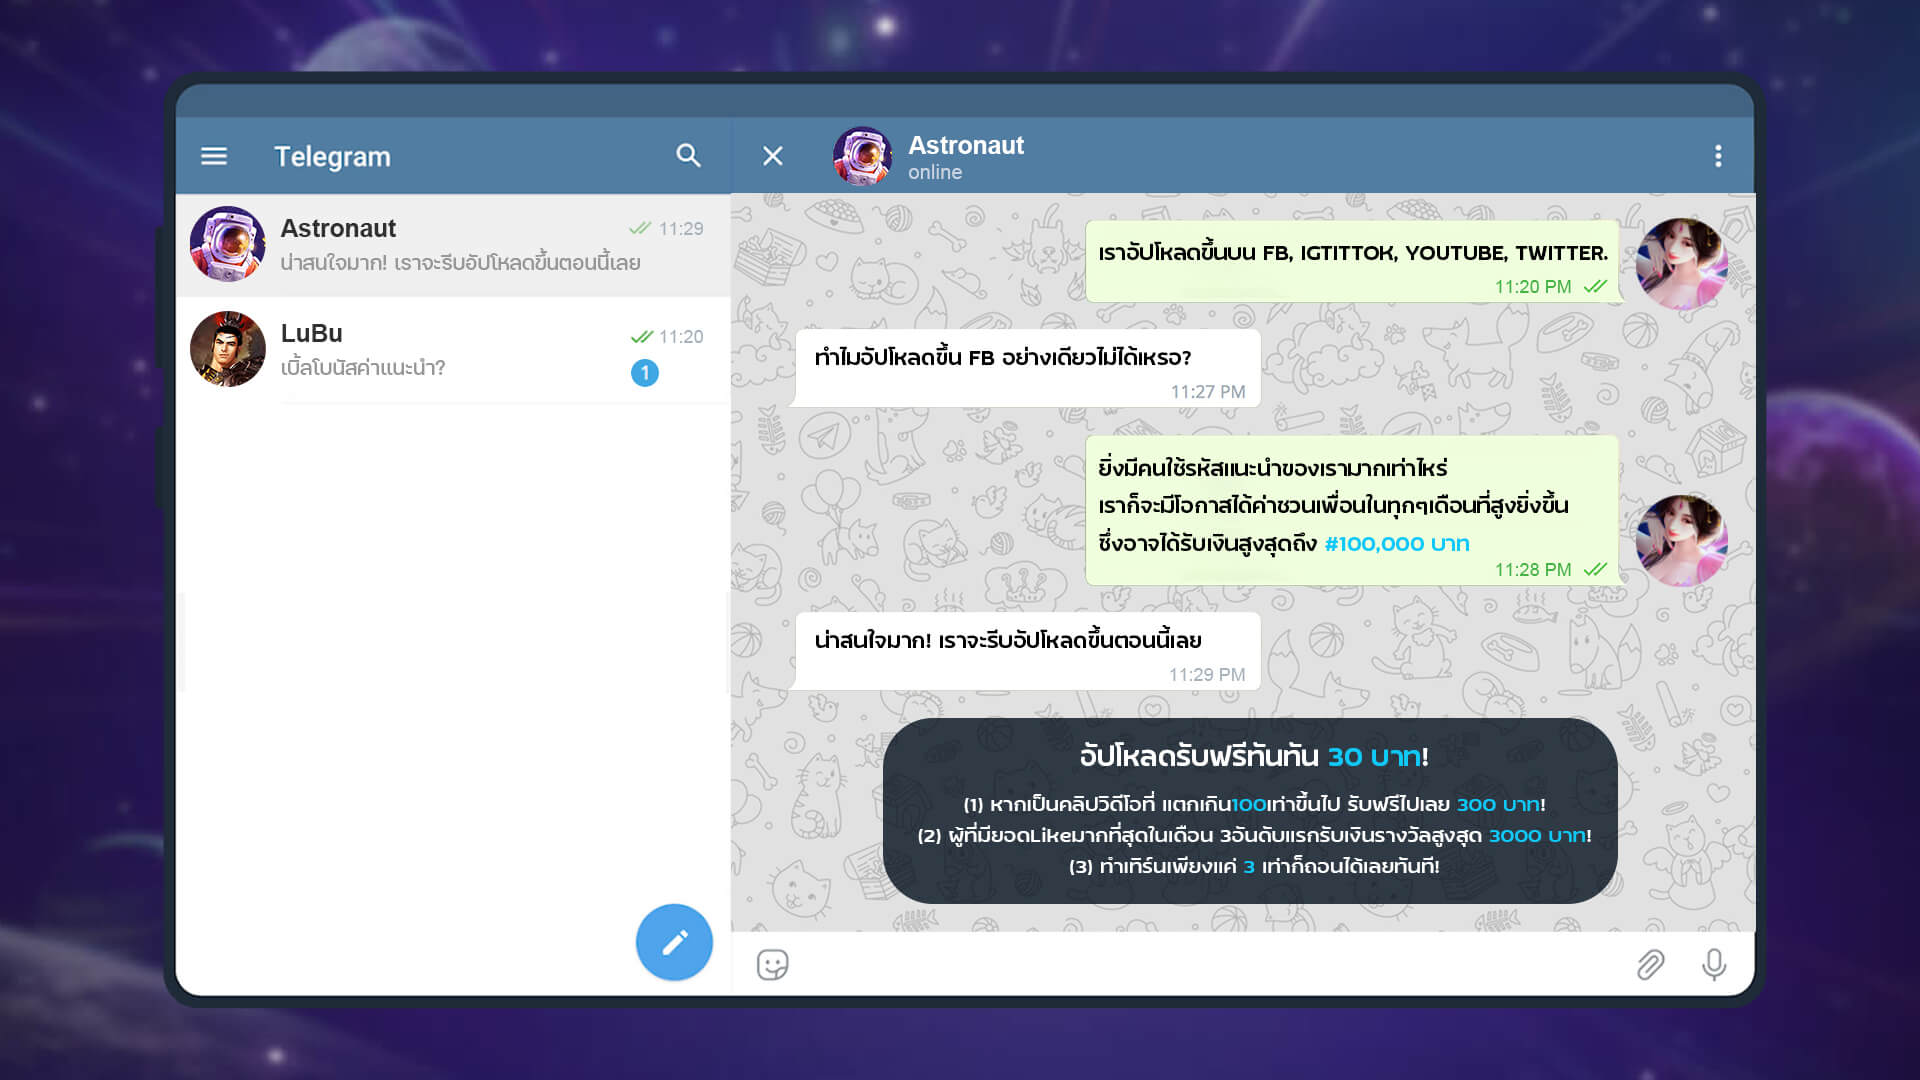 Telegram
Astronaut
11:29
น่าสนใจมาก! เราจะรีบอัปโหลดขึ้นตอนนี้เลย
LuBu
11:20
เบิ้ลโบนัสค่าแนะนำ?
1
Astronaut
online
เราอัปโหลดขึ้นบน FB, IGTITTOK, YOUTUBE, TWITTER.
11:20 PM
ทำไมอัปโหลดขึ้น FB อย่างเดียวไม่ได้เหรอ?
11:27 PM
ยิ่งมีคนใช้รหัสแนะนำของเรามากเท่าไหร่
เราก็จะมีโอกาสได้ค่าชวนเพื่อนในทุกๆเดือนที่สูงยิ่งขึ้น
ซึ่งอาจได้รับเงินสูงสุดถึง #100,000 บาท
11:28 PM
น่าสนใจมาก! เราจะรีบอัปโหลดขึ้นตอนนี้เลย
11:29 PM
อัปโหลดรับฟรีทันทัน 30 บาท!
(1) หากเป็นคลิปวิดีโอที่ แตกเกิน100เท่าขึ้นไป รับฟรีไปเลย 300 บาท!
(2) ผู้ที่มียอดLikeมากที่สุดในเดือน 3อันดับแรกรับเงินรางวัลสูงสุด 3000 บาท!
(3) ทำเทิร์นเพียงแค่ 3 เท่าก็ถอนได้เลยทันที!